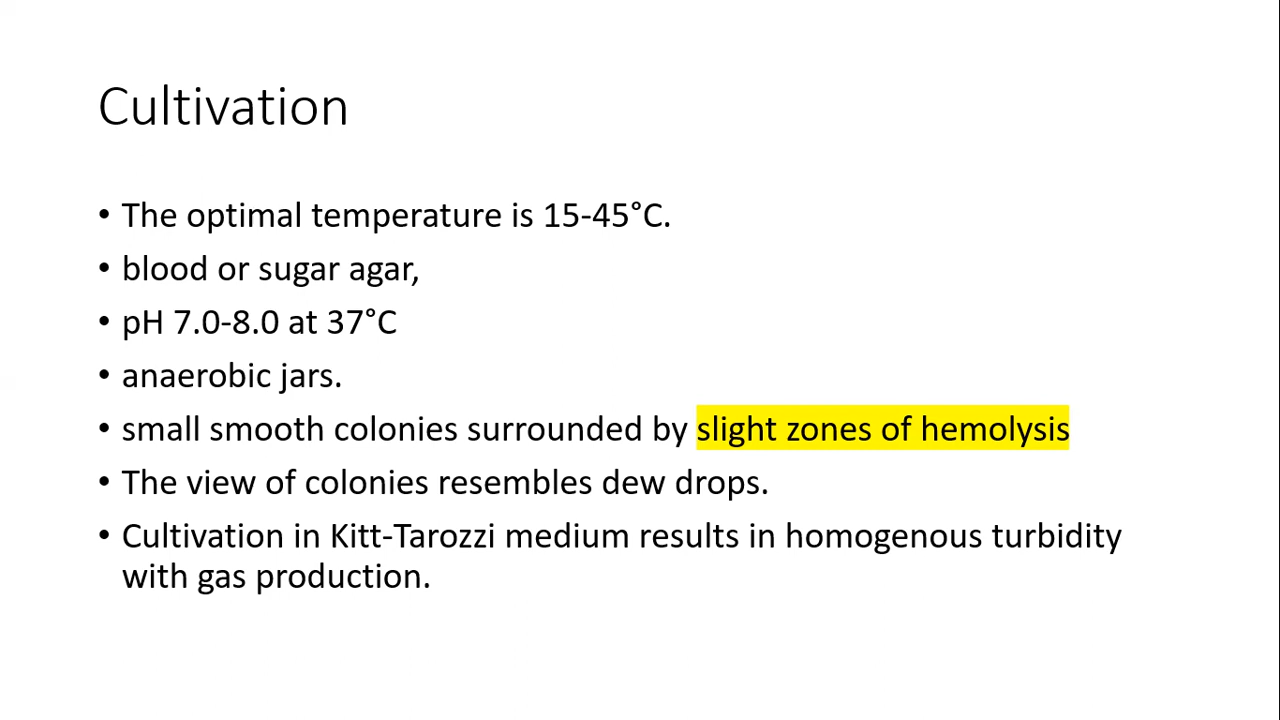 Cultivation
• The optimal temperature is 15-45°C.
• blood or sugar agar,
• pH 7.0-8.0 at 37°C
• anaerobic jars.
• small smooth colonies surrounded by slight zones of hemolysis
• The view of colonies resembles dew drops.
• Cultivation in Kitt-Tarozzi medium results in homogenous turbidity
with gas production.